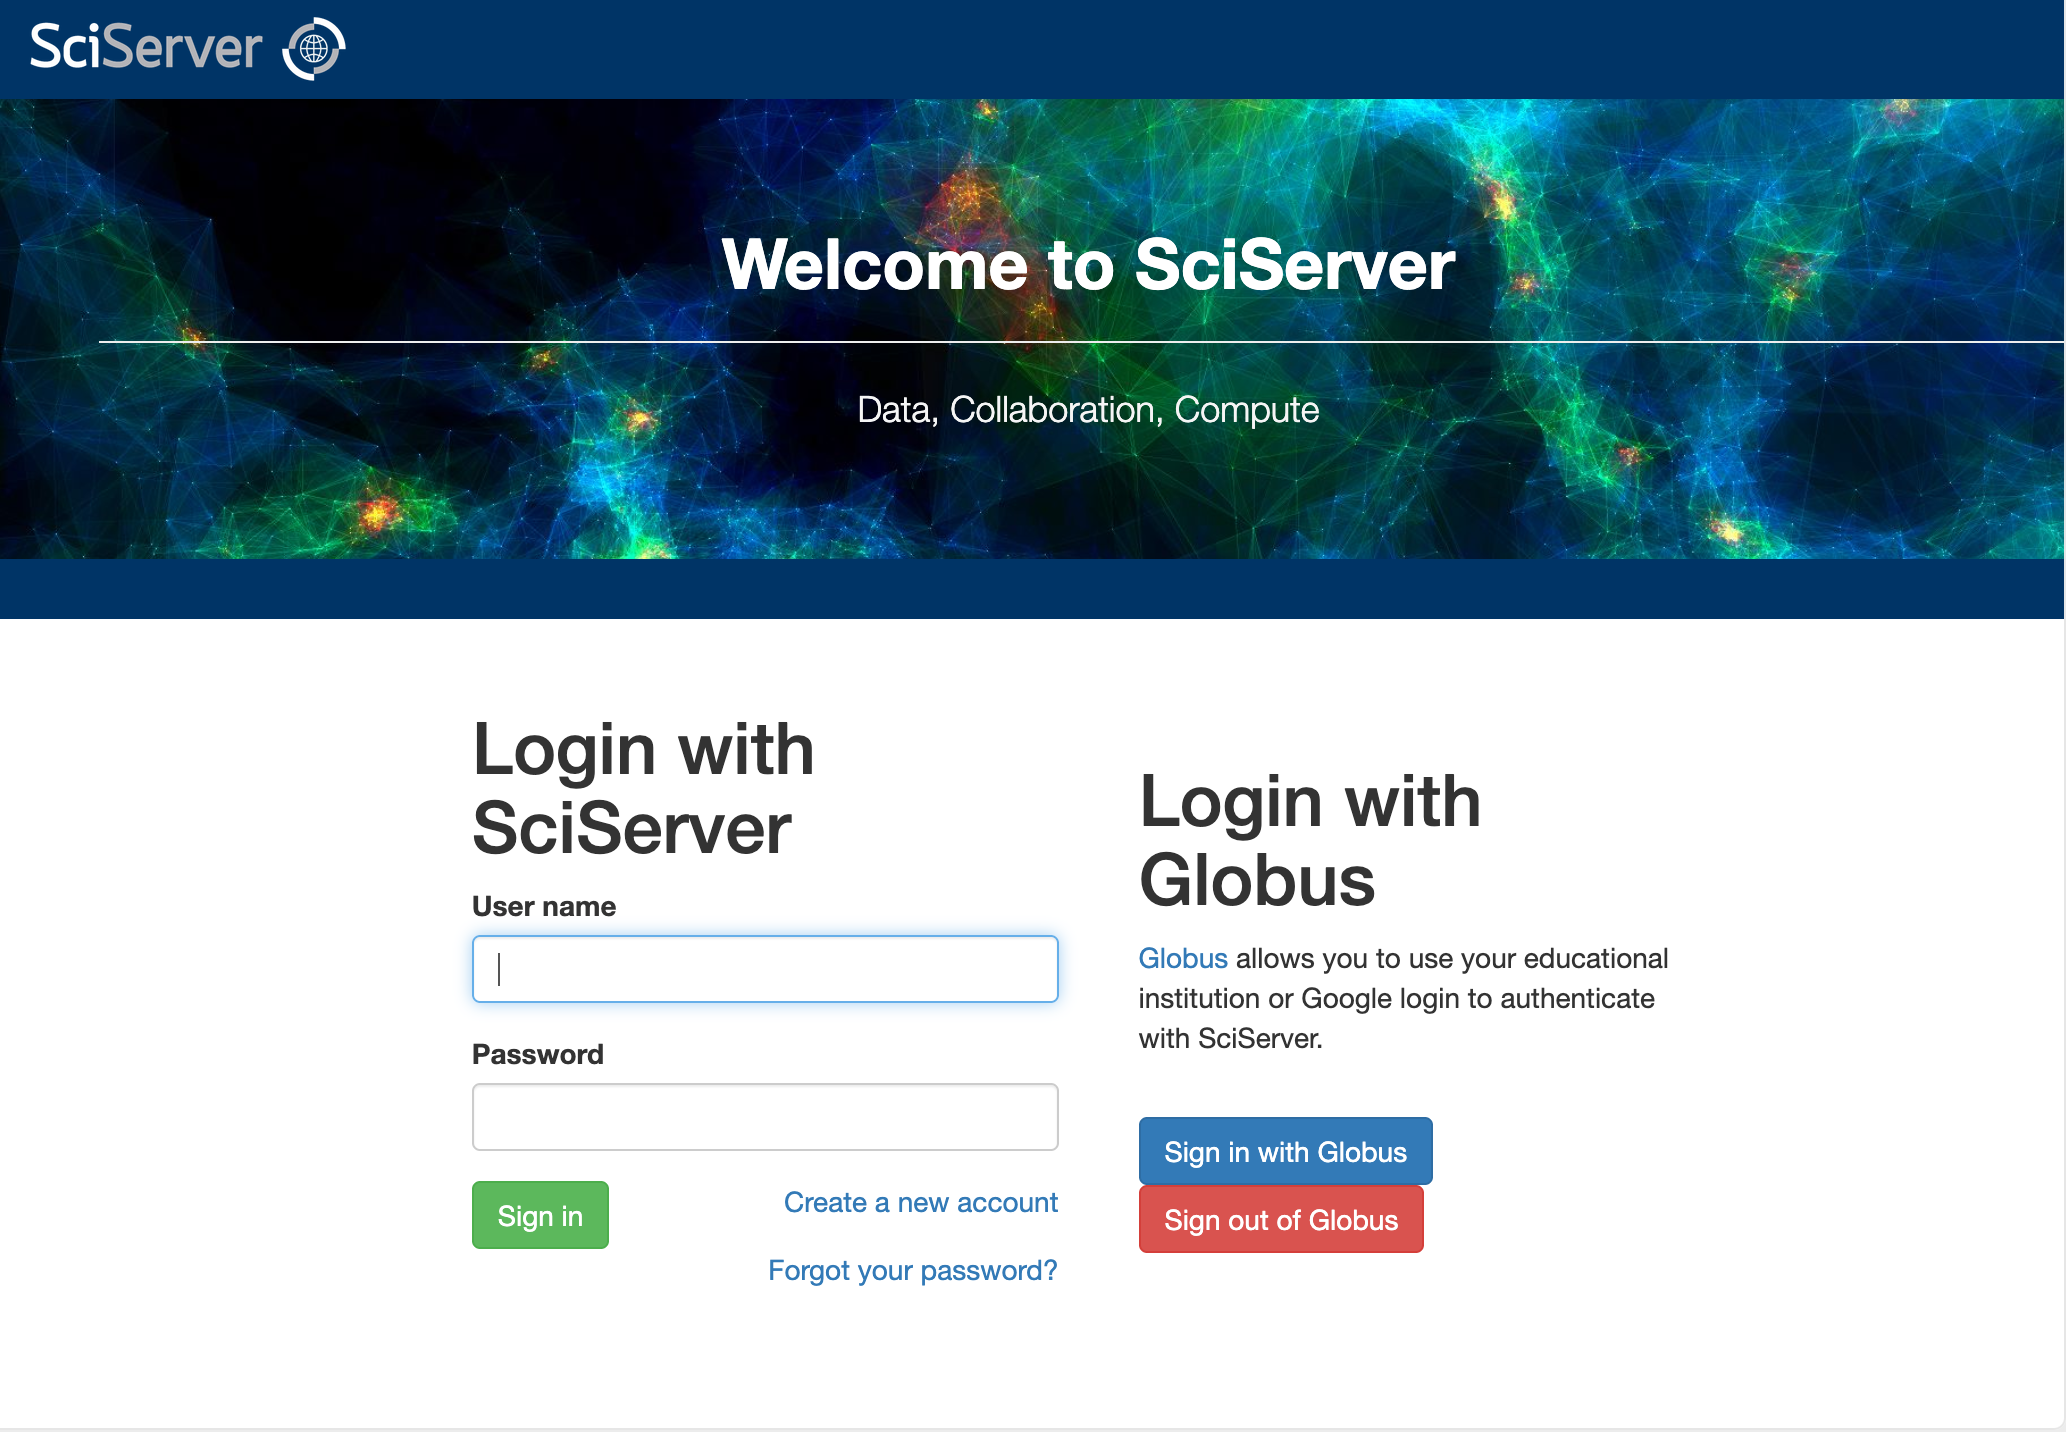 SciServer
Welcome to SciServer
Data, Collaboration, Compute
Login with
SciServer
User name
Password
Sign in
Create a new account
Forgot your password?
Login with
Globus
Globus allows you to use your educational
institution or Google login to authenticate
with SciServer.
Sign in with Globus
Sign out of Globus